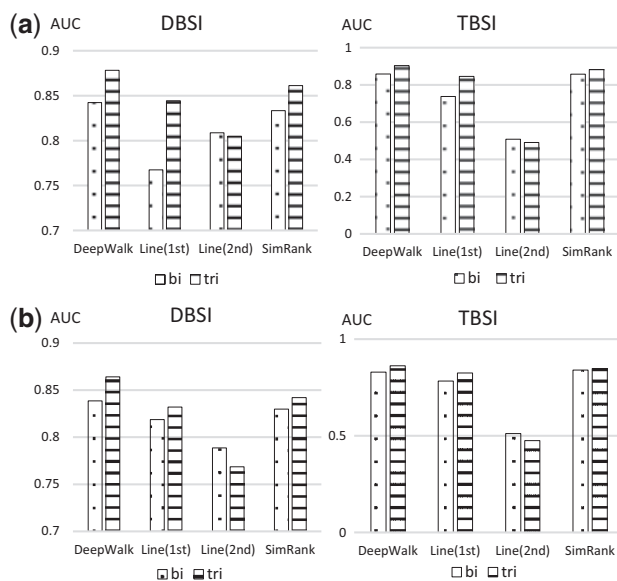 (a) AUC DBSI
0.9
0.85
0.8
0.75
0.7
DeepWalk Line(1st) Line(2nd) SimRank
bi tri
AUC TBSI
1
0.8
0.6
0.4
0.2
0
DeepWalk Line(1st) Line(2nd) SimRank
bi tri
(b) AUC DBSI
0.9
0.85
0.8
0.75
0.7
DeepWalk Line(1st) Line(2nd) SimRank
bi tri
AUC TBSI
1
0.5
0
DeepWalk Line(1st) Line(2nd) SimRank
bi tri